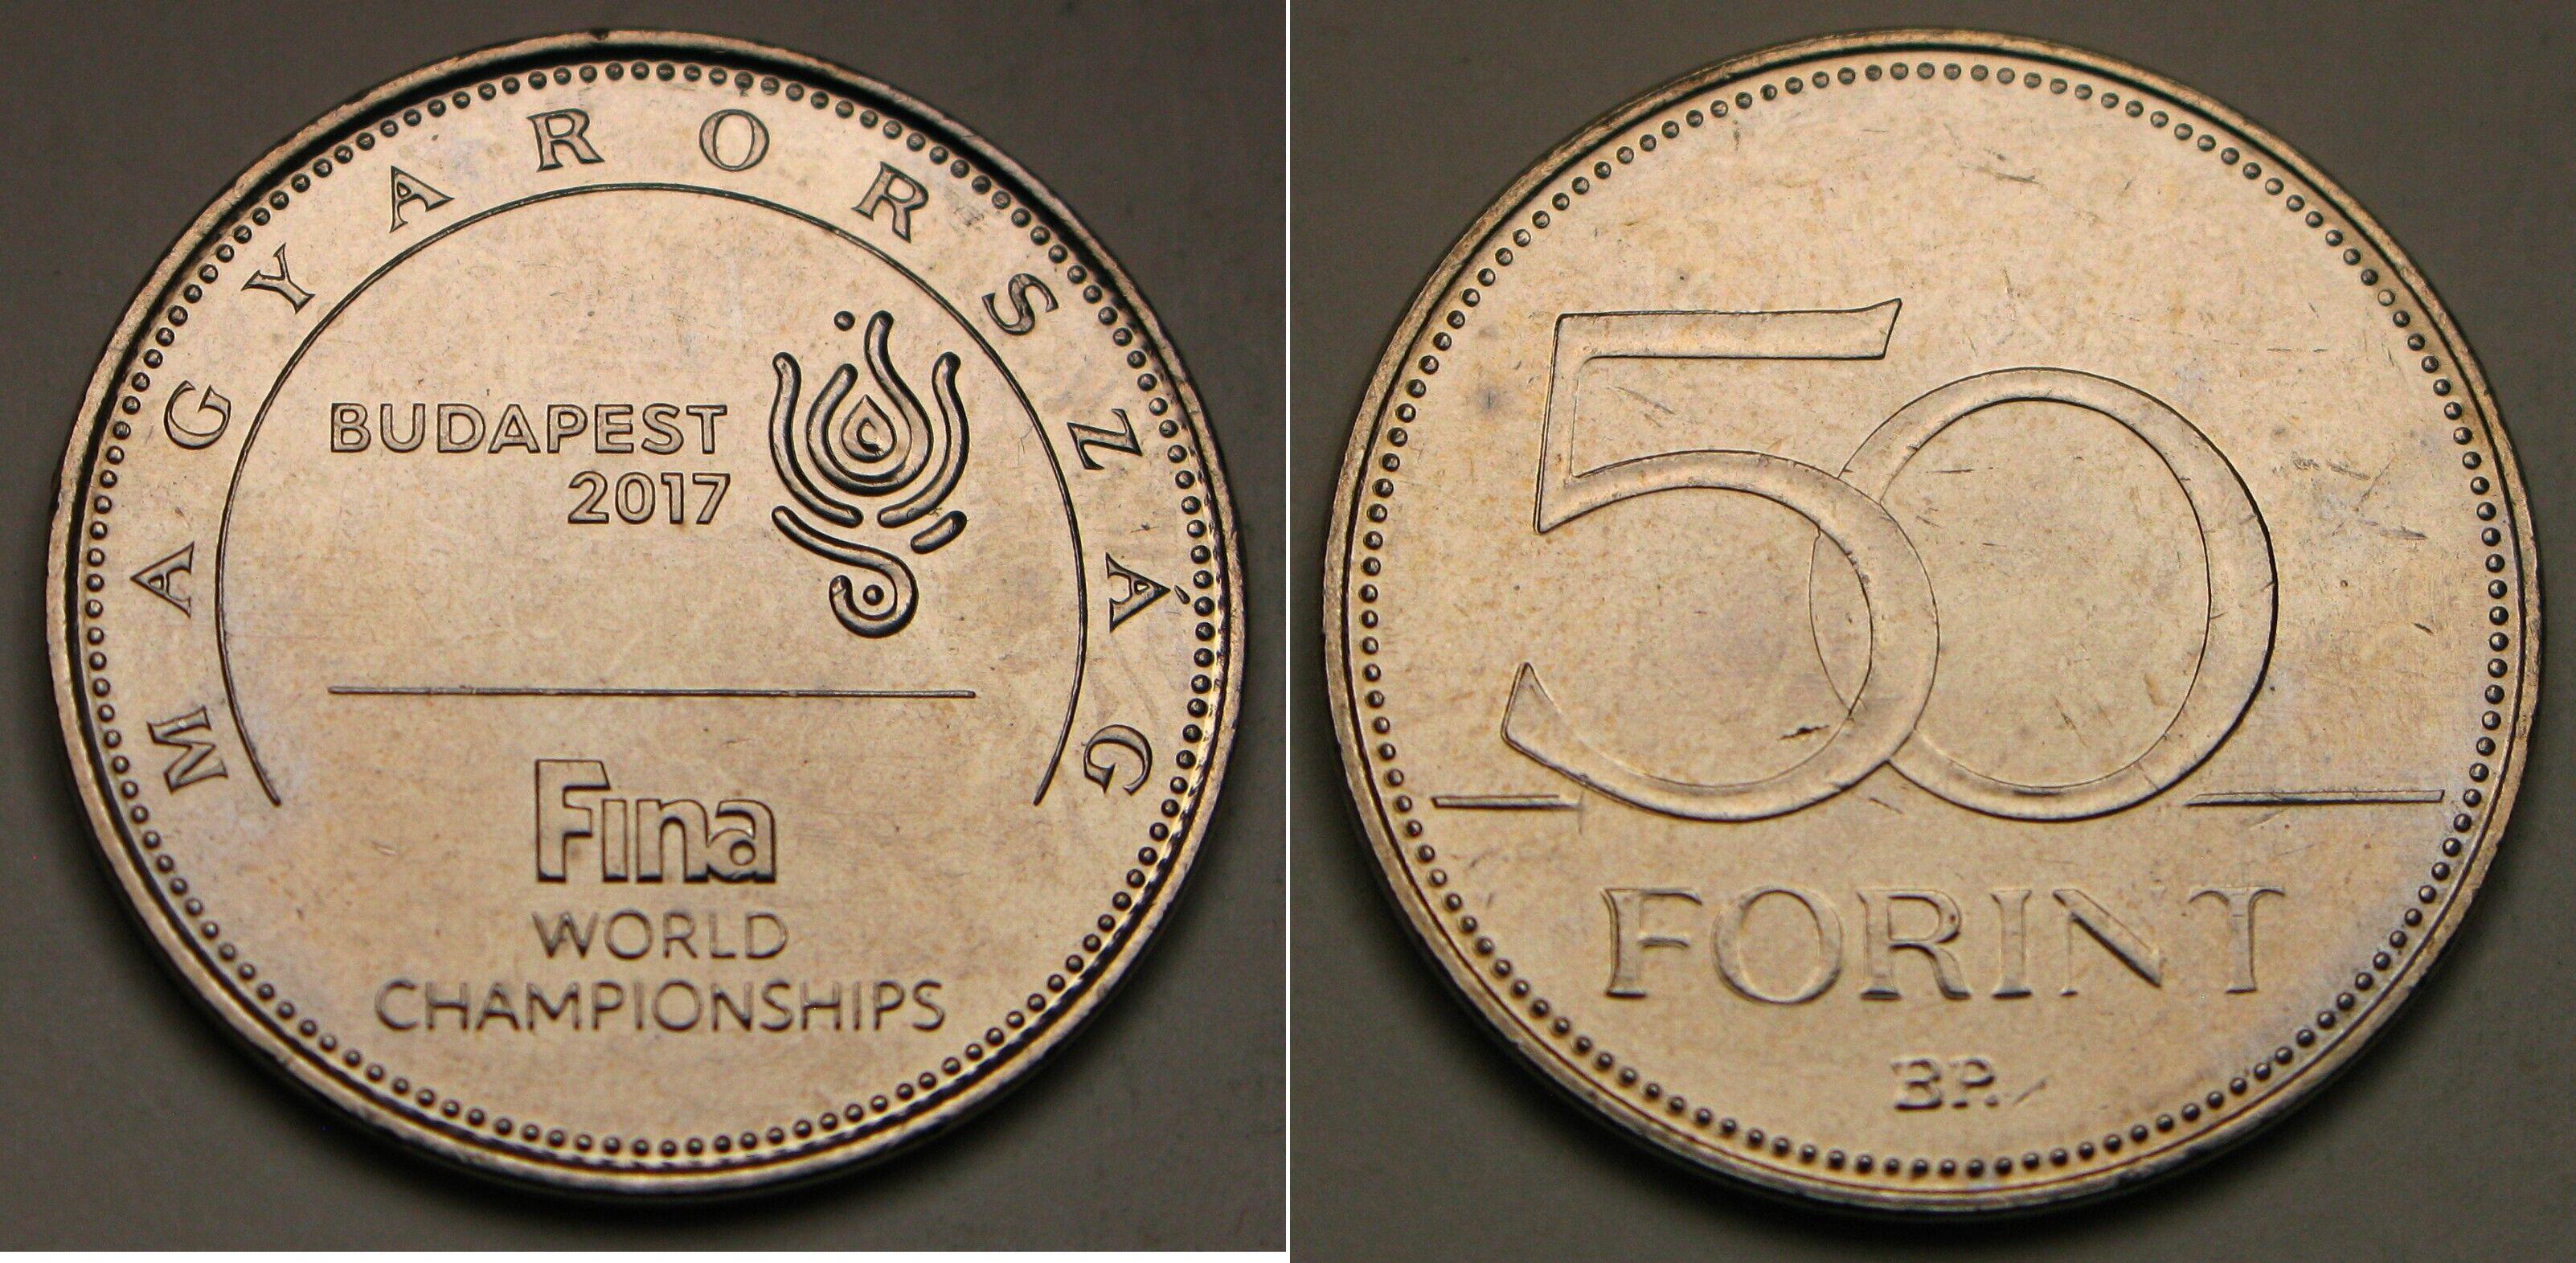 MAGYARORSZÁG
BUDAPEST
2017
Fina
WORLD
CHAMPIONSHIPS
50
FORINT
BP.